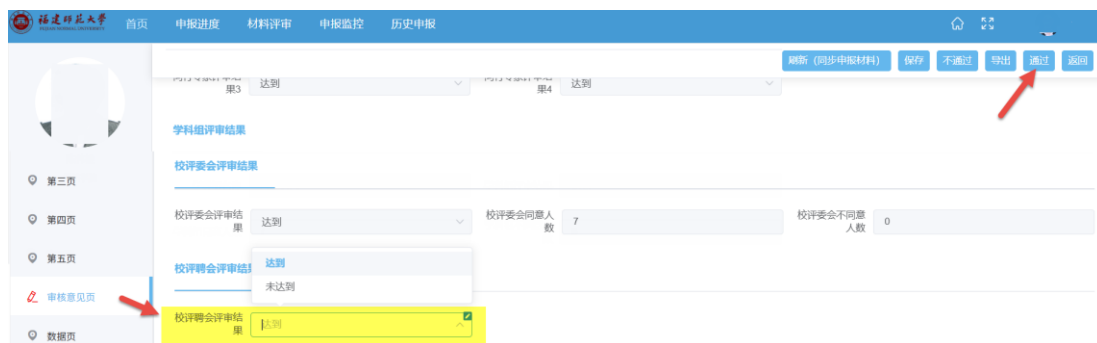 福建师范大学 首页 申报进度 材料评审 申报监控 历史申报
刷新 (同步申报材料) 保存 不通过 导出 通过 返回
果3 达到 果4 达到
学科组评审结果
校评委会评审结果
第三页
第四页
校评委会评审结果 达到 校评委会同意人数 7 校评委会不同意人数 0
第五页
达到
校评聘会评审结
未达到
审核意见页
校评聘会评审结果 达到
数据页